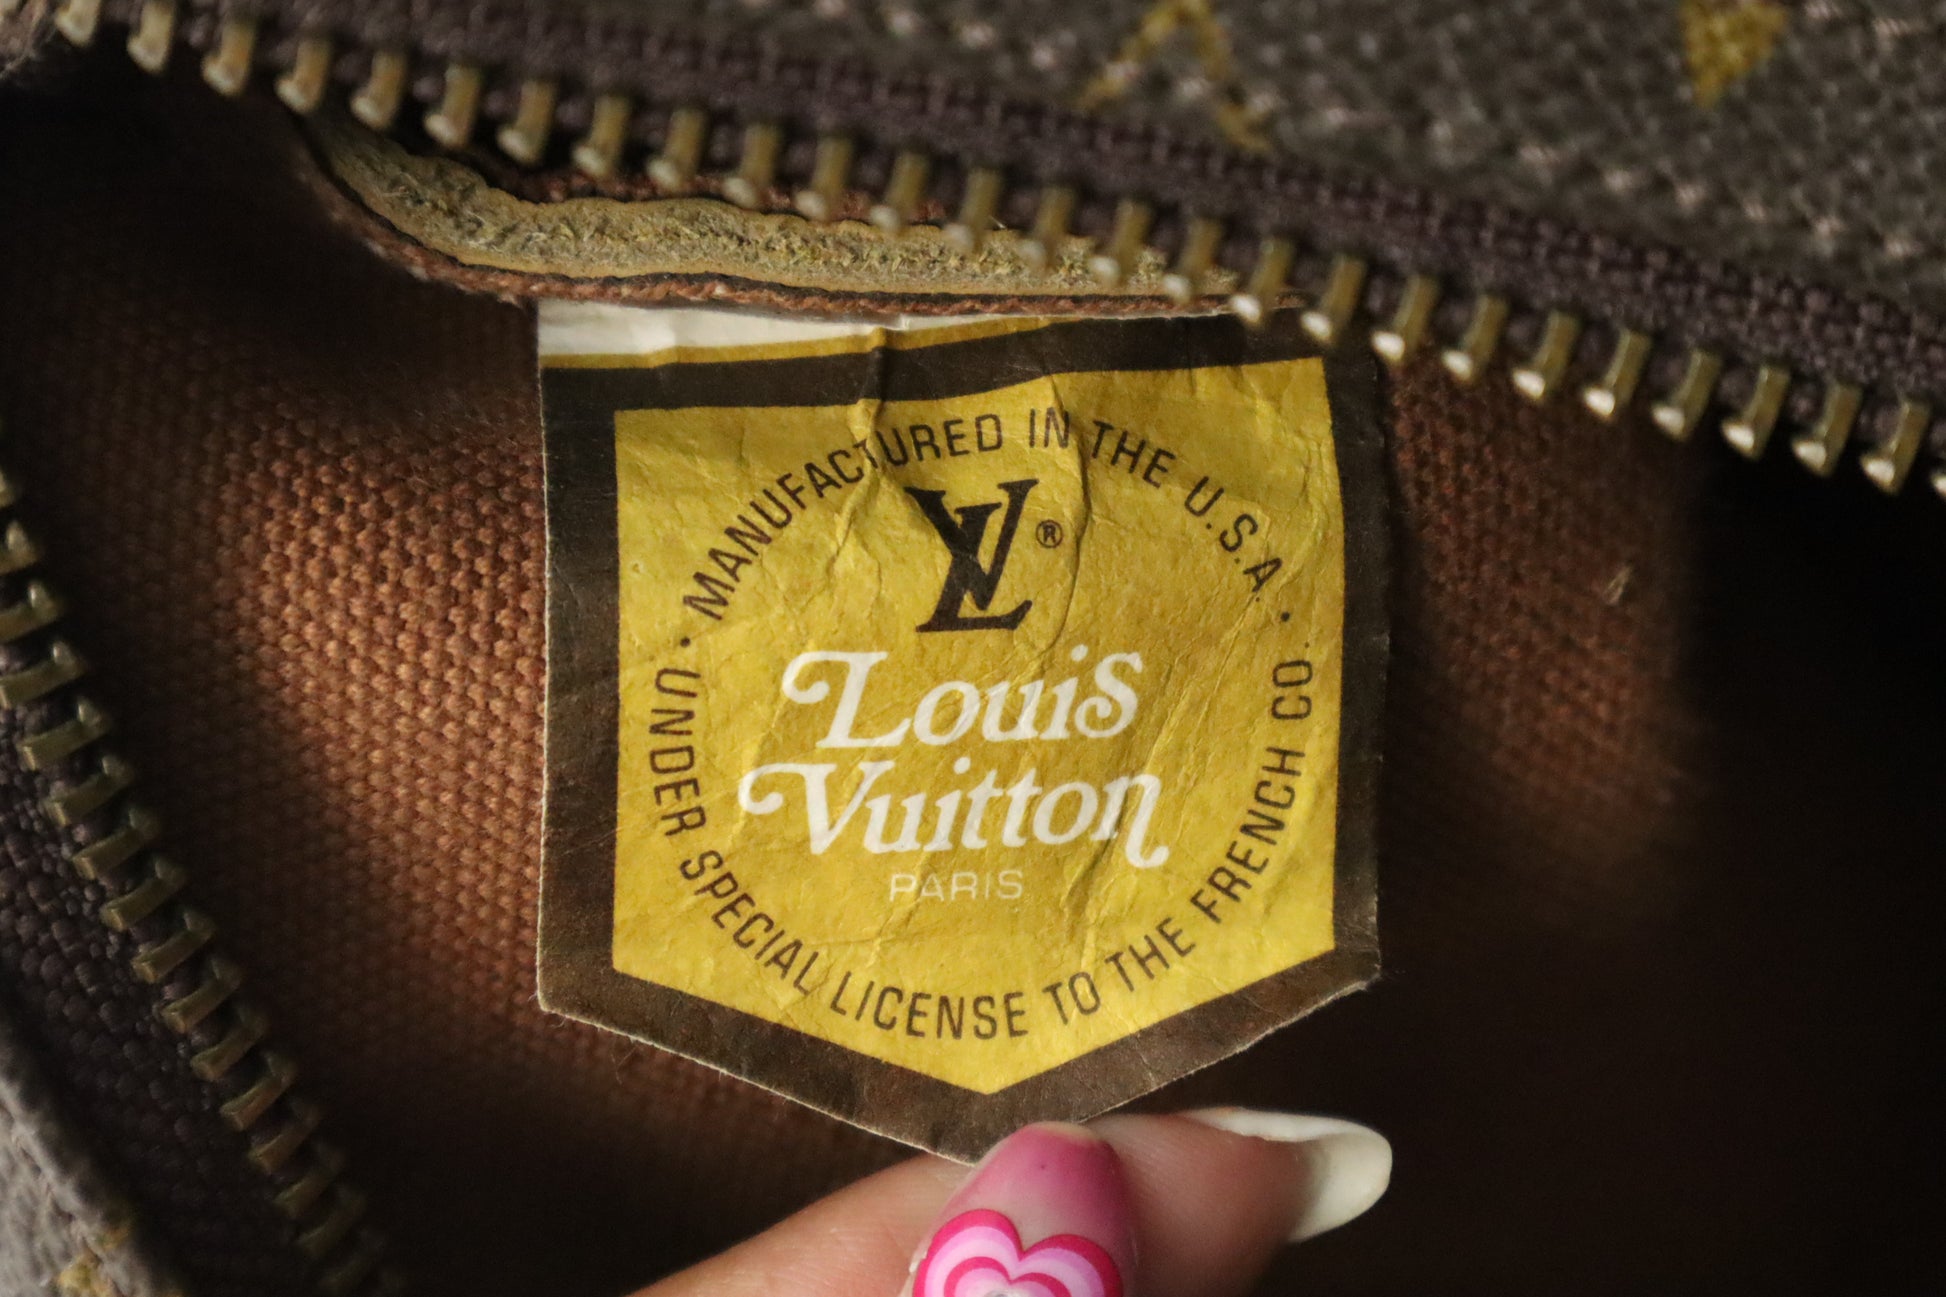 · MANUFACTURED IN THE U.S.A. ·
LV®
Louis
Vuitton
PARIS
UNDER SPECIAL LICENSE TO THE FRENCH CO.